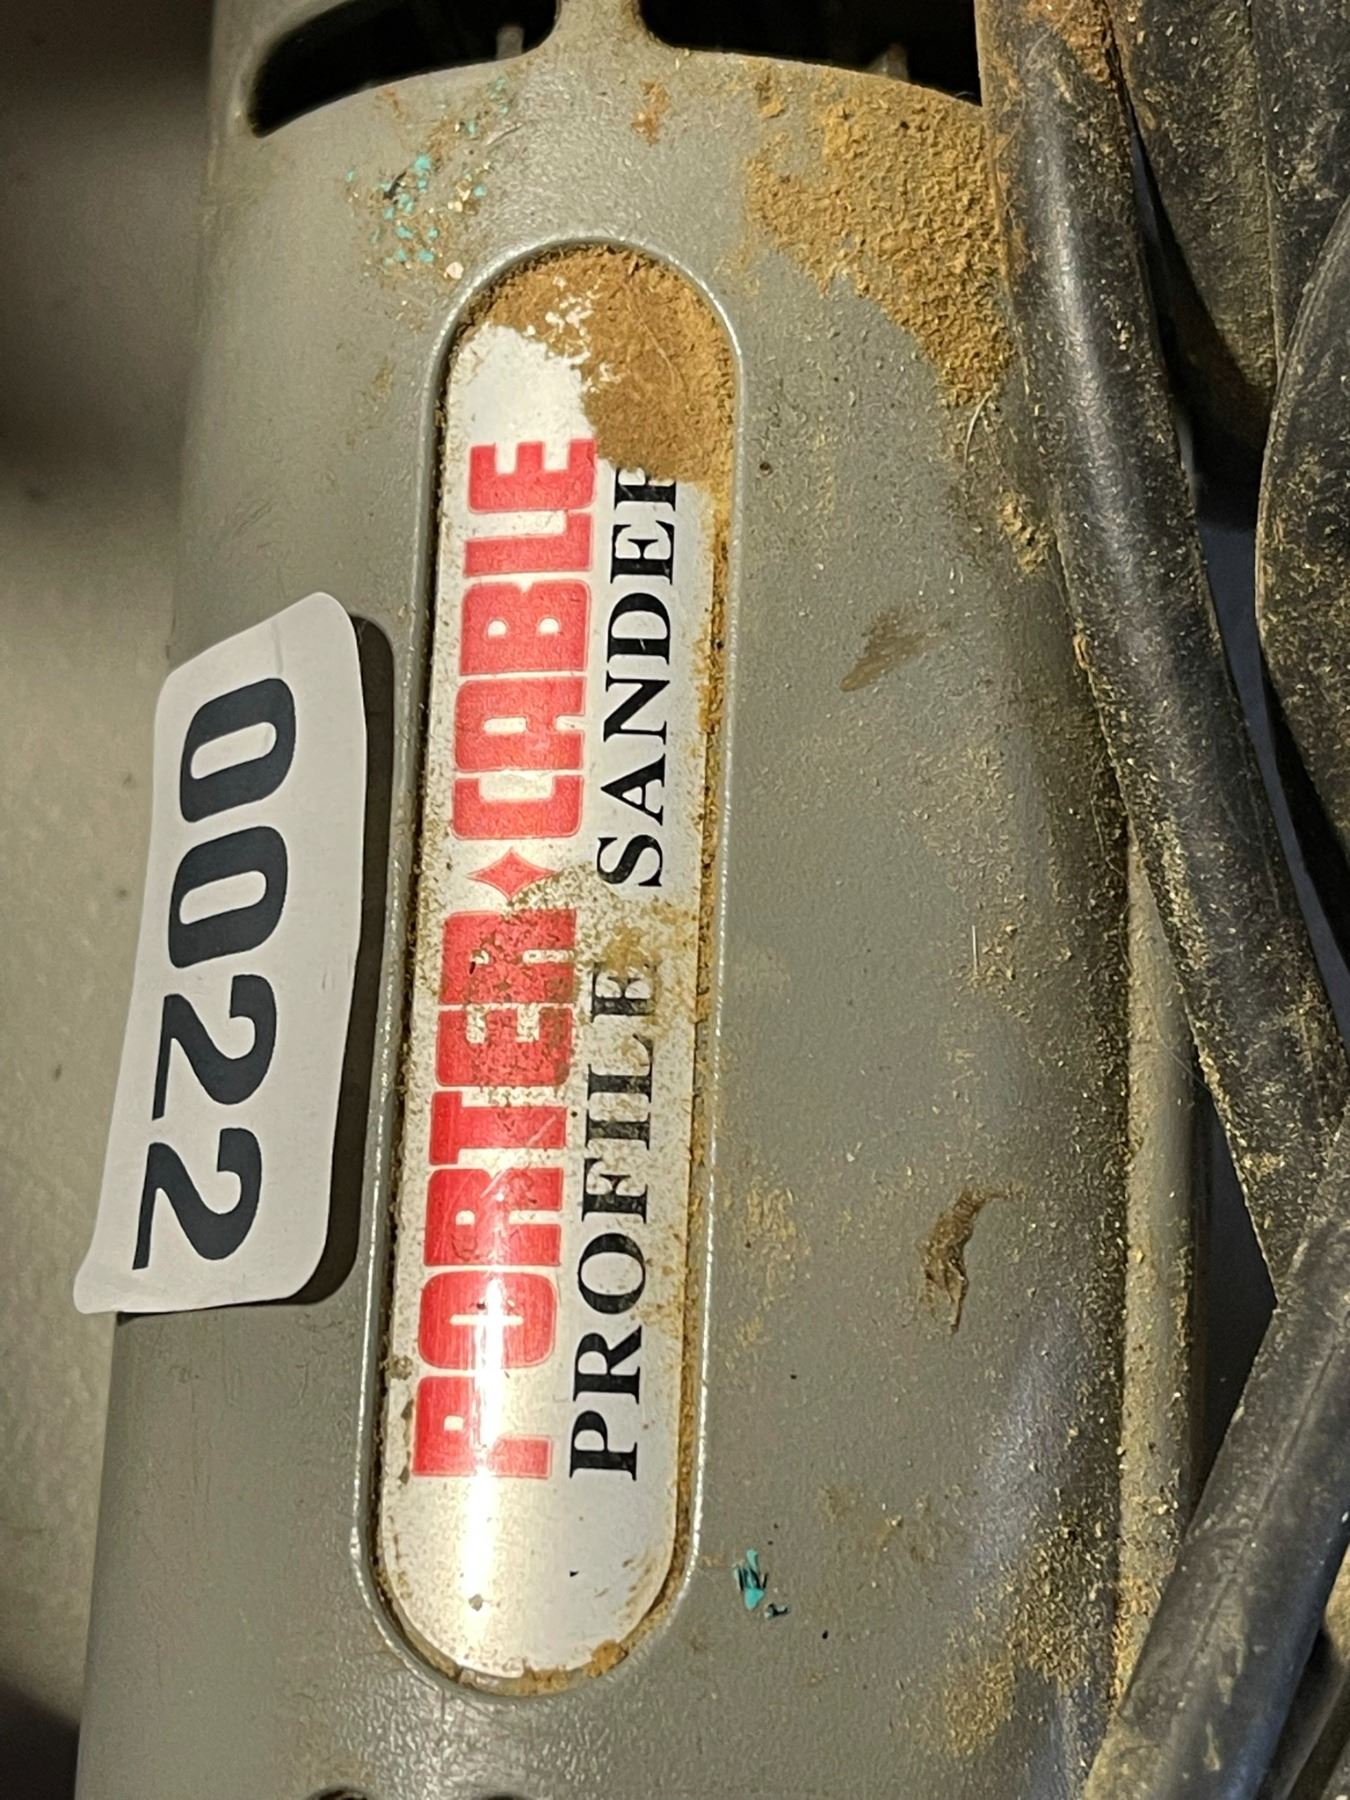 PORTER✦CABLE
PROFILE SANDER
0022